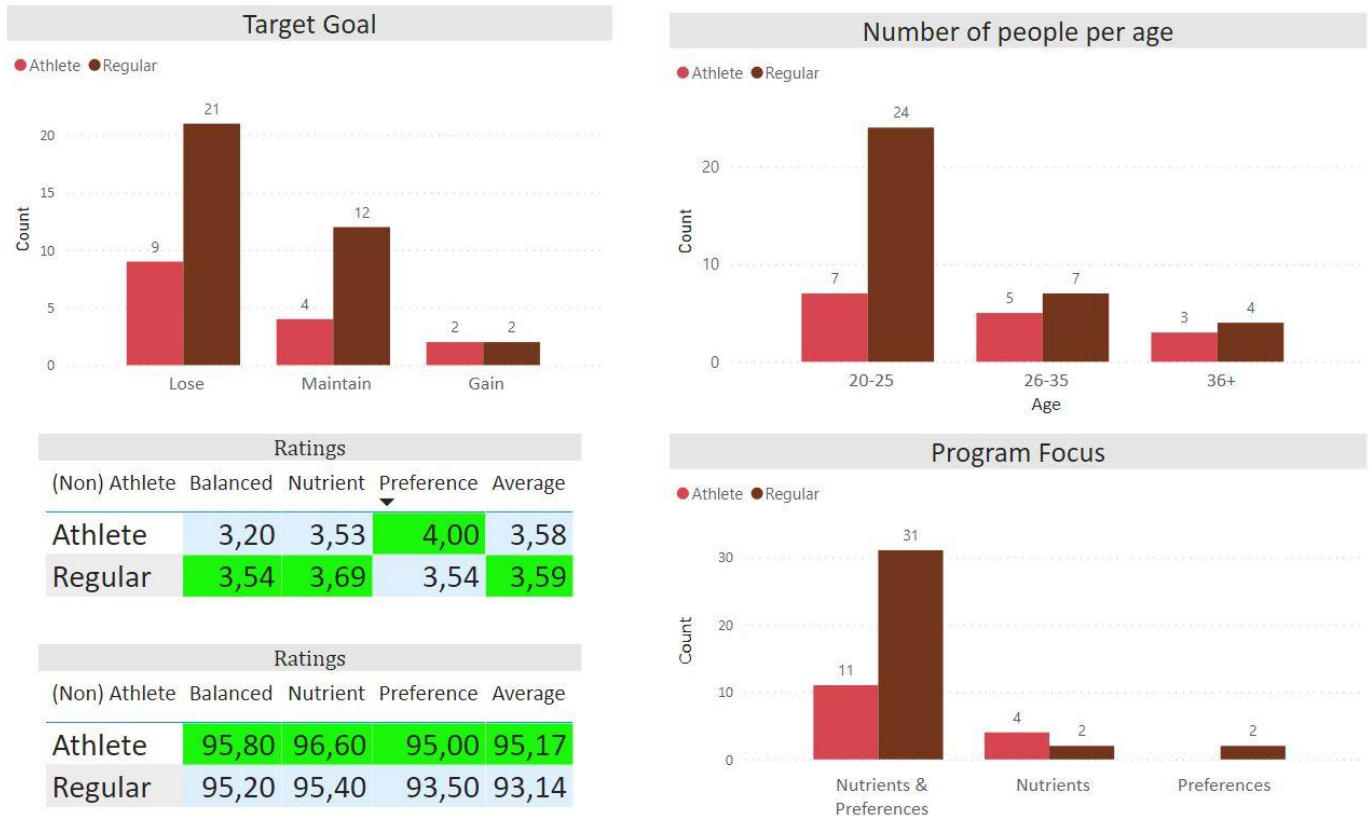 Target Goal
Athlete Regular
Count
20
15
10
5
0
9
21
4
12
2
2
Lose Maintain Gain
Number of people per age
Athlete Regular
Count
20
10
0
7
24
5
7
3
4
20-25 26-35 36+
Age
Ratings
(Non) Athlete Balanced Nutrient Preference Average
Athlete 3,20 3,53 4,00 3,58
Regular 3,54 3,69 3,54 3,59
Ratings
(Non) Athlete Balanced Nutrient Preference Average
Athlete 95,80 96,60 95,00 95,17
Regular 95,20 95,40 93,50 93,14
Program Focus
Athlete Regular
Count
30
20
10
0
11
31
4
2
2
Nutrients & Nutrients Preferences
Preferences